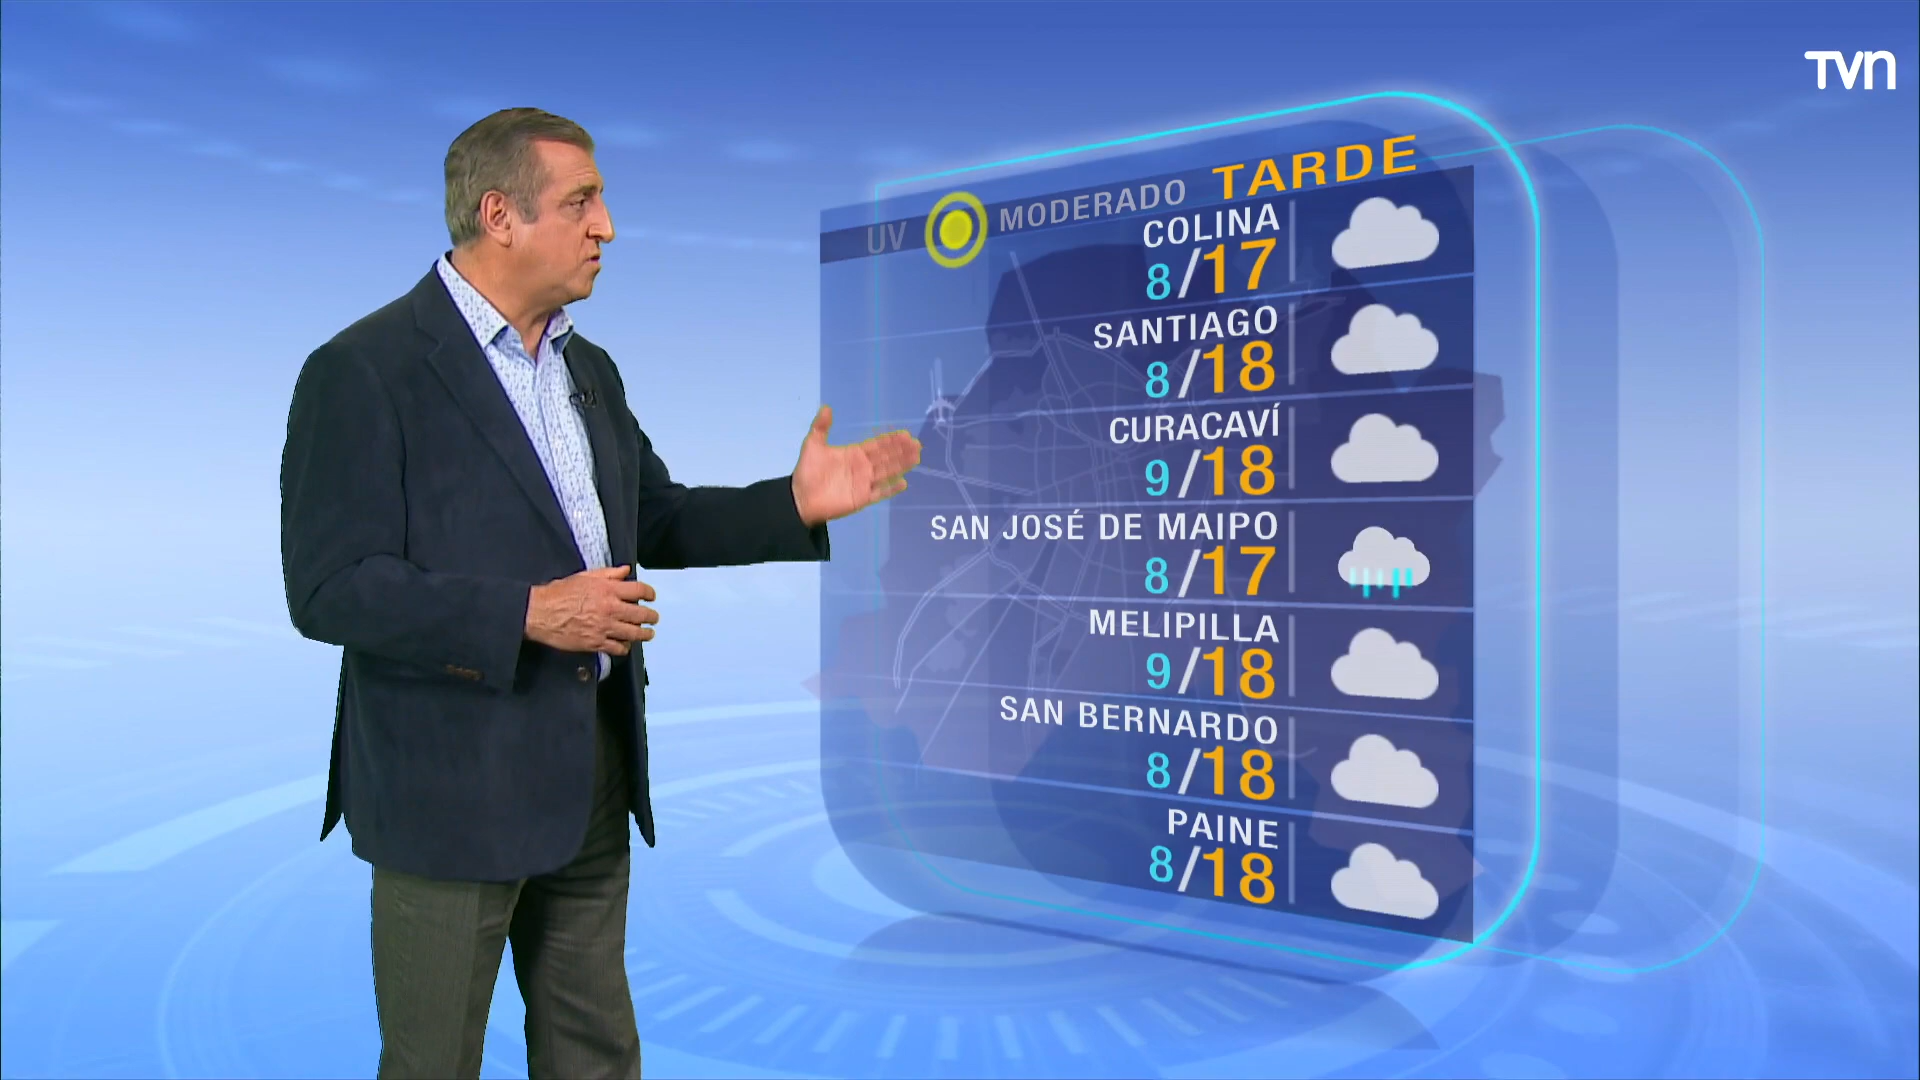 TVN
TARDE
UV MODERADO
COLINA
8/17
SANTIAGO
8/18
CURACAVÍ
9/18
SAN JOSÉ DE MAIPO
8/17
MELIPILLA
9/18
SAN BERNARDO
8/18
PAINE
8/18